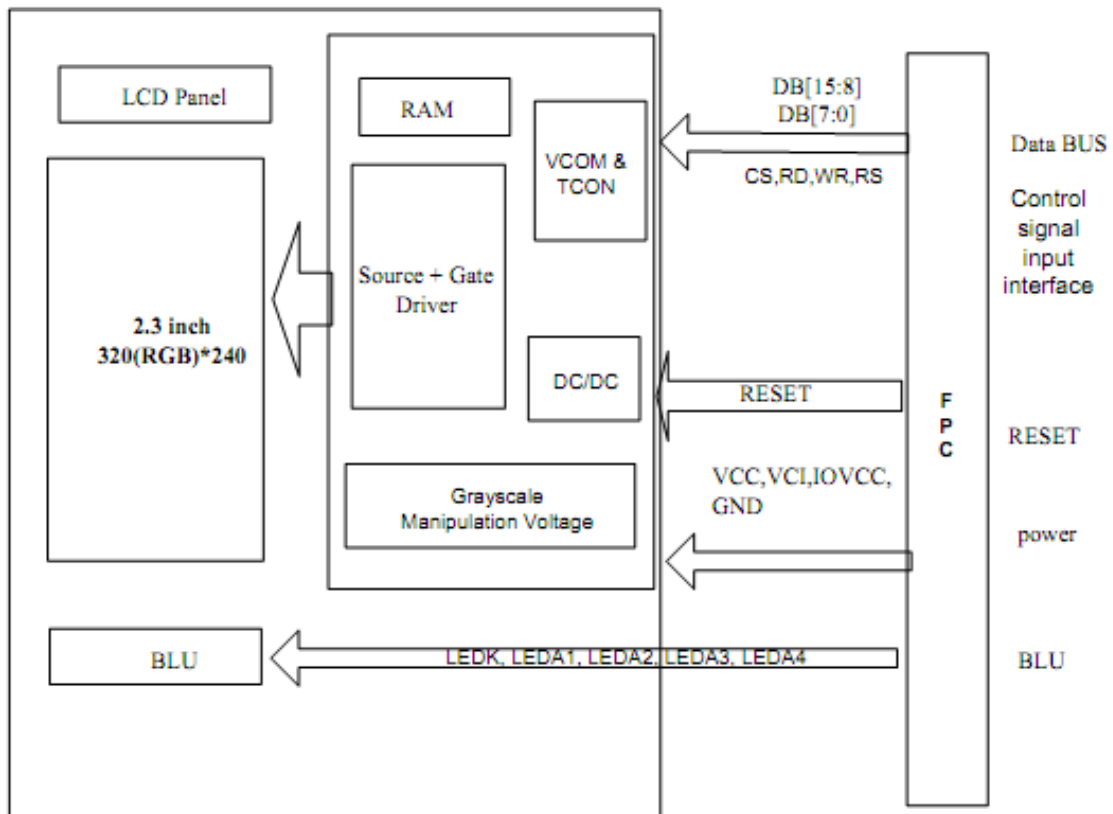 LCD Panel
2.3 inch
320(RGB)*240
BLU
RAM
VCOM &
TCON
Source + Gate
Driver
DC/DC
Grayscale
Manipulation Voltage
DB[15:8]
DB[7:0]
CS,RD,WR,RS
RESET
VCC,VCI,IOVCC,
GND
LEDK, LEDA1, LEDA2, LEDA3, LEDA4
F
P
C
Data BUS
Control
signal
input
interface
RESET
power
BLU